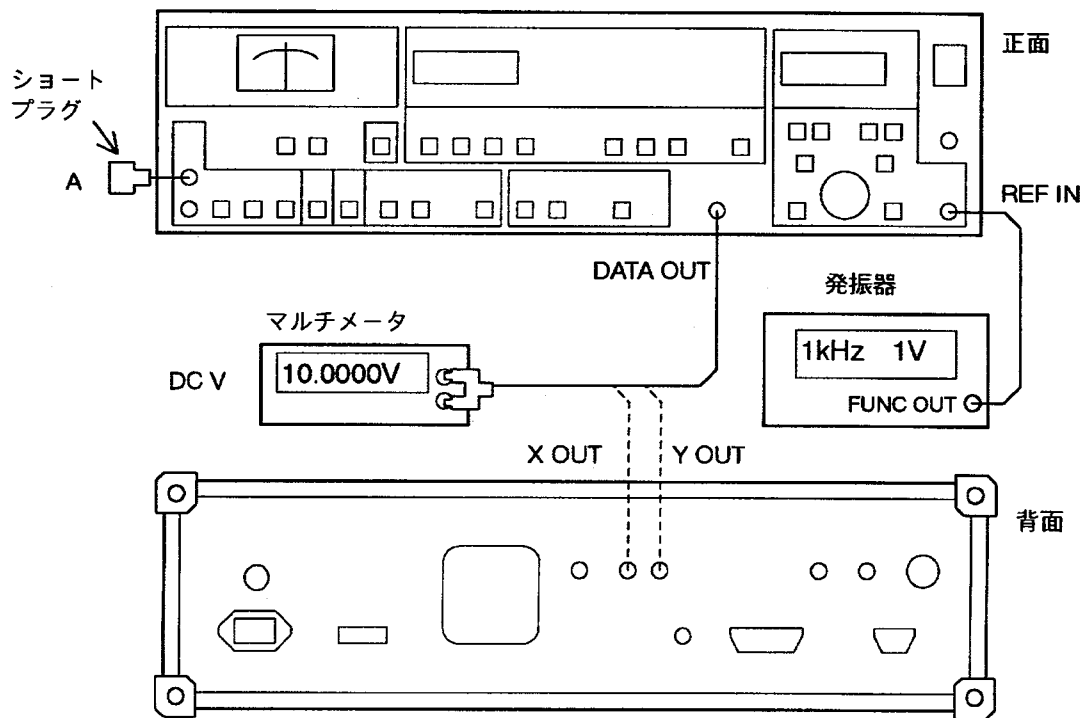 正面
ショート
プラグ
A
REF IN
DATA OUT
発振器
マルチメータ
1kHz 1V
DC V
10.0000V
FUNC OUT
X OUT
Y OUT
背面